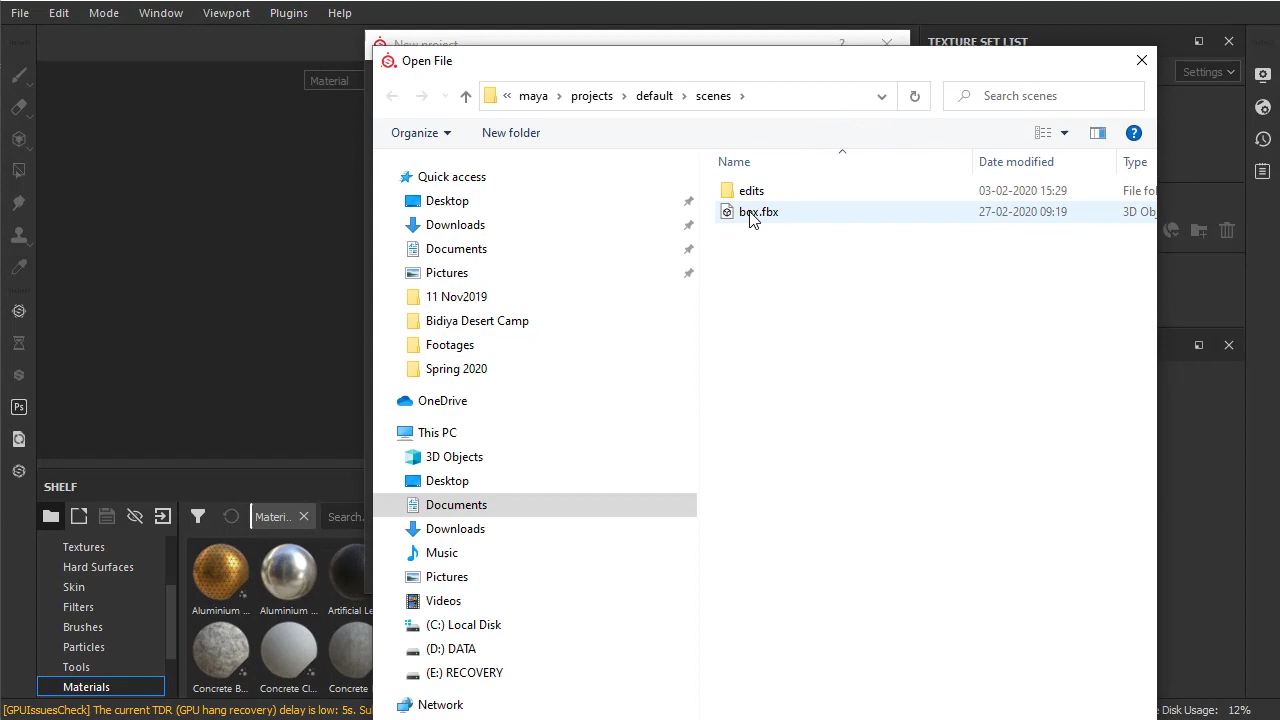 File Edit Mode Window Viewport Plugins Help
New project ?
TEXTURE SET LIST
Open File
Material
Settings
« maya › projects › default › scenes ›
Search scenes
Organize New folder
Name Date modified Type
Quick access
edits 03-02-2020 15:29 File fol
Desktop
box.fbx 27-02-2020 09:19 3D Obj
Downloads
Documents
Pictures
11 Nov2019
Bidiya Desert Camp
Footages
Spring 2020
OneDrive
This PC
3D Objects
Desktop
Documents
Downloads
Music
Pictures
Videos
(C:) Local Disk
(D:) DATA
(E:) RECOVERY
Network
Ps
SHELF
Materi.. Search.
Textures
Hard Surfaces
Skin
Filters
Brushes
Particles
Tools
Materials
Aluminium ... Aluminium ... Artificial Le
Concrete B... Concrete Cl...
[GPUIssuesCheck] The current TDR (GPU hang recovery) delay is low: 5s. Disk Usage: 12%